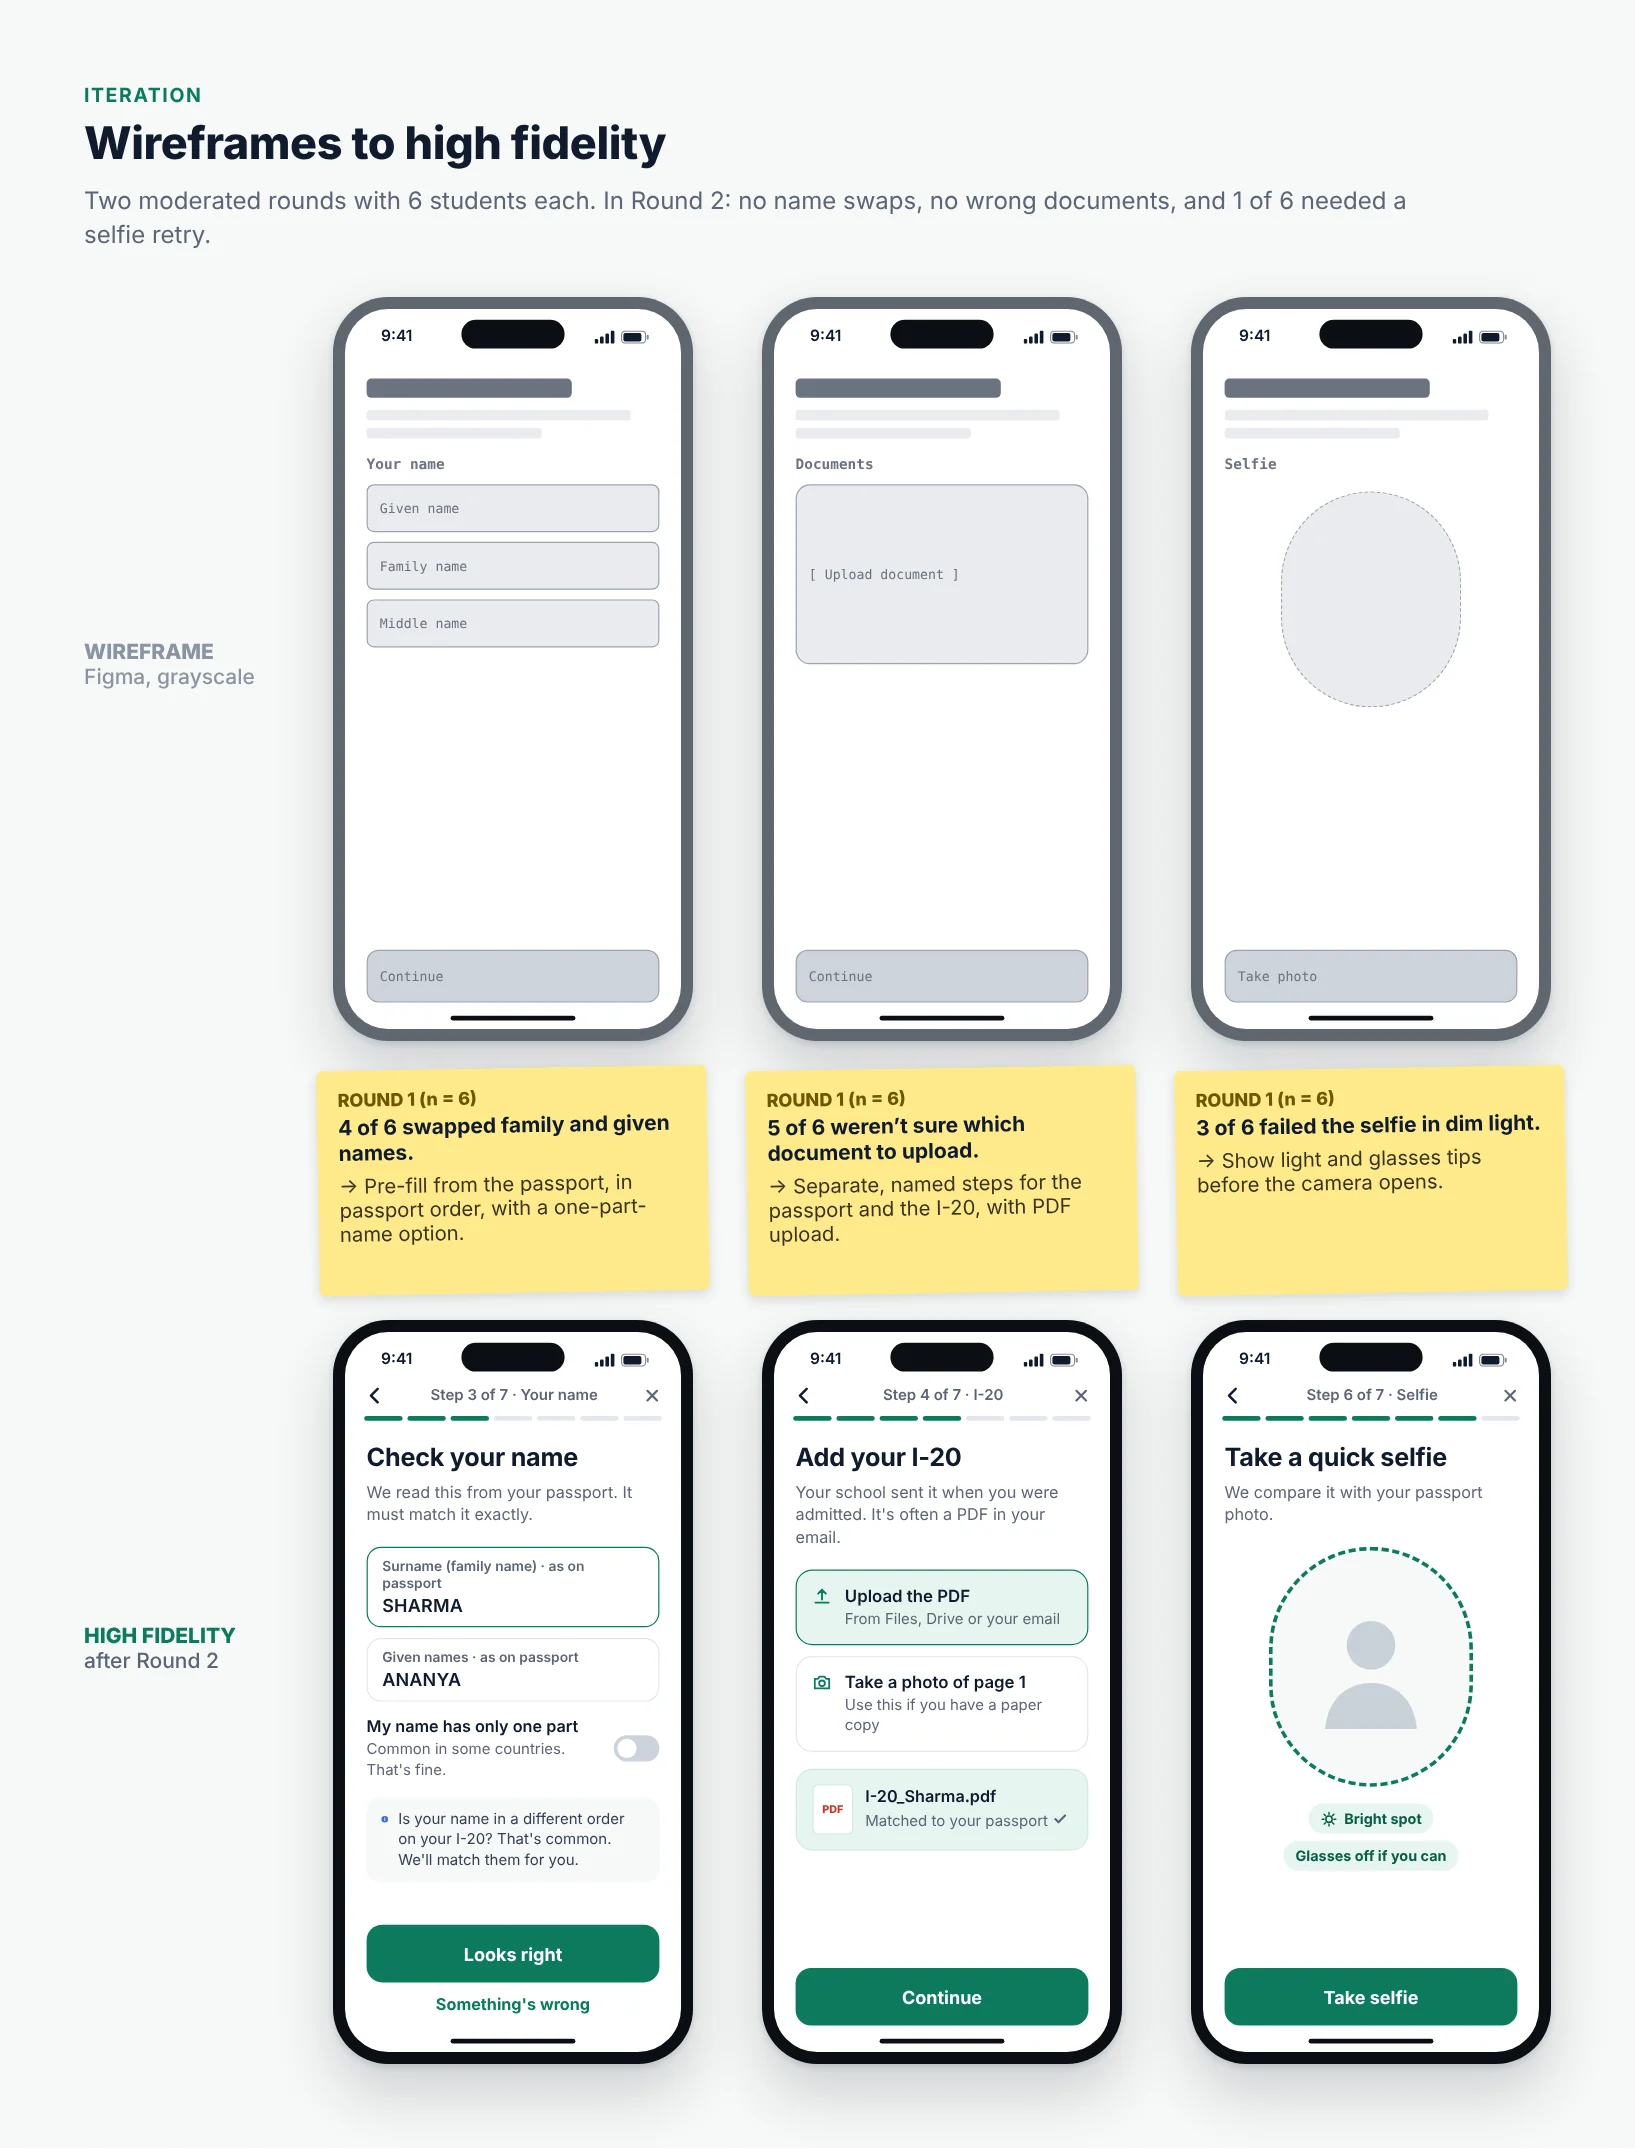 ITERATION
Wireframes to high fidelity
Two moderated rounds with 6 students each. In Round 2: no name swaps, no wrong documents, and 1 of 6 needed a
selfie retry.
WIREFRAME
Figma, grayscale
9:41
Your name
Given name
Family name
Middle name
Continue
9:41
Documents
[ Upload document ]
Continue
9:41
Selfie
Take photo
ROUND 1 (n = 6)
4 of 6 swapped family and given
names.
→ Pre-fill from the passport, in
passport order, with a one-part-
name option.
ROUND 1 (n = 6)
5 of 6 weren’t sure which
document to upload.
→ Separate, named steps for the
passport and the I-20, with PDF
upload.
ROUND 1 (n = 6)
3 of 6 failed the selfie in dim light.
→ Show light and glasses tips
before the camera opens.
HIGH FIDELITY
after Round 2
9:41
Step 3 of 7 · Your name
Check your name
We read this from your passport. It
must match it exactly.
Surname (family name) · as on
passport
SHARMA
Given names · as on passport
ANANYA
My name has only one part
Common in some countries.
That's fine.
Is your name in a different order
on your I-20? That's common.
We'll match them for you.
Looks right
Something's wrong
9:41
Step 4 of 7 · I-20
Add your I-20
Your school sent it when you were
admitted. It's often a PDF in your
email.
Upload the PDF
From Files, Drive or your email
Take a photo of page 1
Use this if you have a paper
copy
PDF
I-20_Sharma.pdf
Matched to your passport ✓
Continue
9:41
Step 6 of 7 · Selfie
Take a quick selfie
We compare it with your passport
photo.
Bright spot
Glasses off if you can
Take selfie